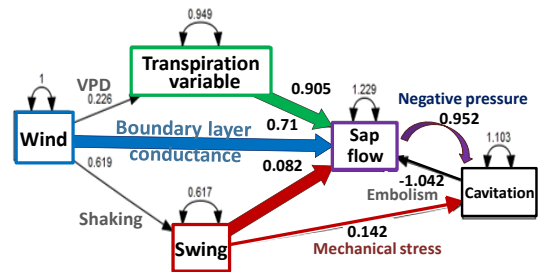 0.949
1
VPD
0.226
Transpiration
variable
0.905
1.229
Negative pressure
0.952
Wind
Boundary layer
conductance
0.71
Sap
flow
1.103
0.619
0.082
-1.042
Embolism
Cavitation
Shaking
0.617
Swing
0.142
Mechanical stress